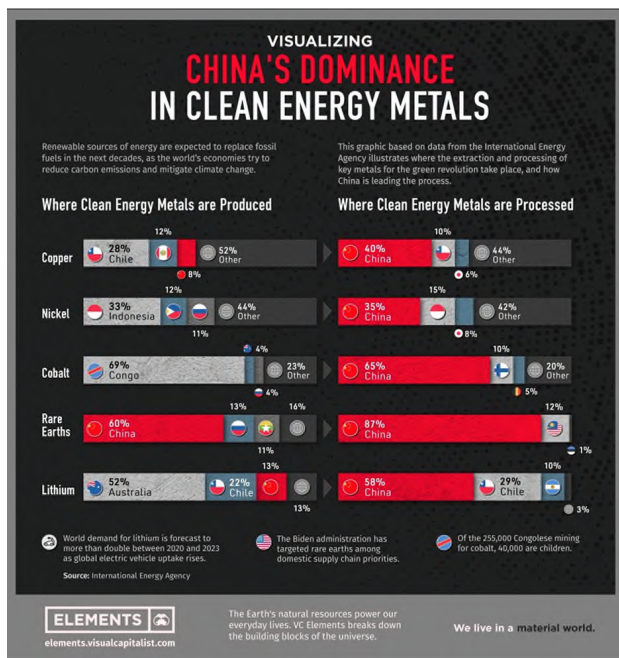 VISUALIZING
CHINA'S DOMINANCE
IN CLEAN ENERGY METALS
Renewable sources of energy are expected to replace fossil
fuels in the next decades, as the world's economies try to
reduce carbon emissions and mitigate climate change.
This graphic based on data from the International Energy
Agency illustrates where the extraction and processing of
key metals for the green revolution take place, and how
China is leading the process.
Where Clean Energy Metals are Produced
Where Clean Energy Metals are Processed
Copper
28%
Chile
12%
8%
52%
Other
40%
China
10%
6%
44%
Other
Nickel
33%
Indonesia
12%
11%
44%
Other
35%
China
15%
8%
42%
Other
Cobalt
69%
Congo
4%
4%
23%
Other
65%
China
10%
5%
20%
Other
Rare
Earths
60%
China
13%
11%
16%
87%
China
12%
1%
Lithium
52%
Australia
22%
Chile
13%
13%
58%
China
29%
Chile
10%
3%
World demand for lithium is forecast to
more than double between 2020 and 2023
as global electric vehicle uptake rises.
Source: International Energy Agency
The Biden administration has
targeted rare earths among
domestic supply chain priorities.
Of the 255,000 Congolese mining
for cobalt, 40,000 are children.
ELEMENTS
elements.visualcapitalist.com
The Earth's natural resources power our
everyday lives. VC Elements breaks down
the building blocks of the universe.
We live in a material world.